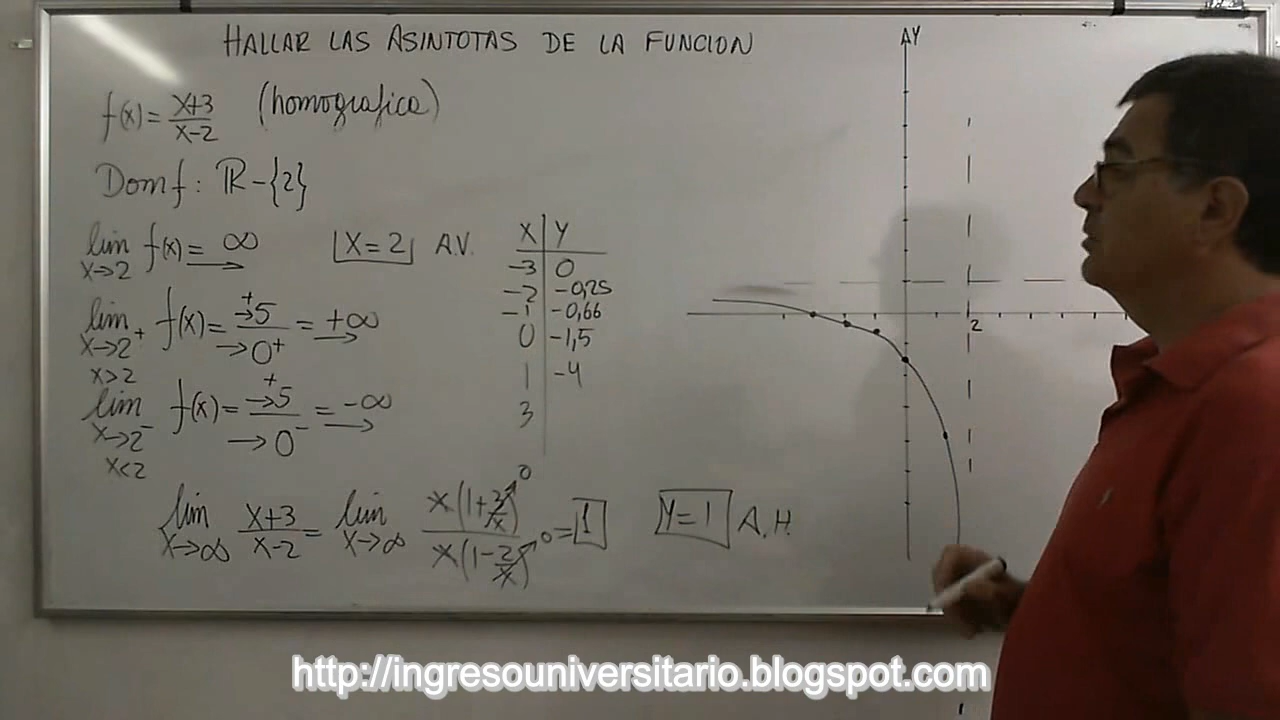 HALLAR LAS ASINTOTAS DE LA FUNCION
f(x) = x+3 / x-2 (homografica)
Dom f : ℝ - {2}
lim x→2 f(x) = ∞ x = 2 A.V.
lim x→2⁺ f(x) = →5 / →0⁺ = +∞
x>2
lim x→2⁻ f(x) = →5 / →0⁻ = -∞
x<2
lim x→∞ x+3 / x-2 = lim x→∞ x(1+3/x) / x(1-2/x) = 1 y=1 A.H.
x y
-3 0
-2 -0,25
-1 -0,66
0 -1,5
1 -4
3
Y
2
http://ingresouniversitario.blogspot.com